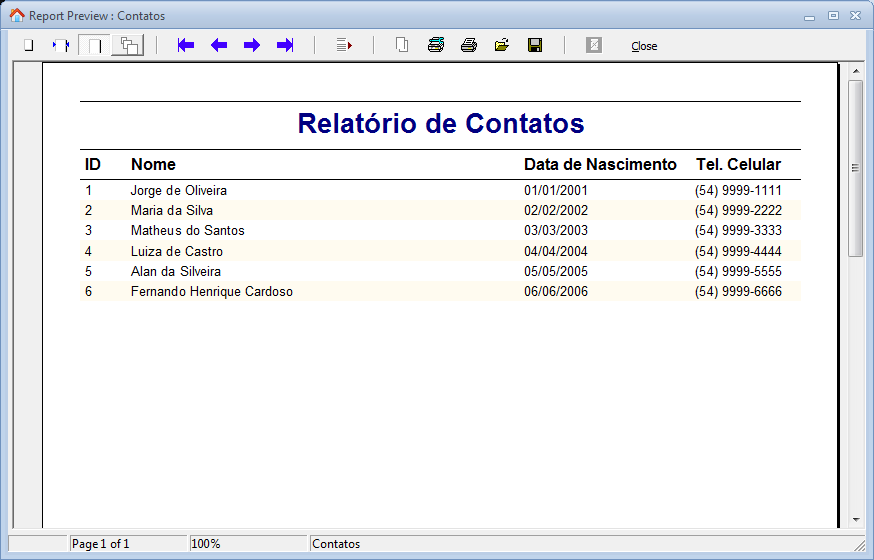 Report Preview : Contatos
Close
Relatório de Contatos
ID Nome Data de Nascimento Tel. Celular
1 Jorge de Oliveira 01/01/2001 (54) 9999-1111
2 Maria da Silva 02/02/2002 (54) 9999-2222
3 Matheus do Santos 03/03/2003 (54) 9999-3333
4 Luiza de Castro 04/04/2004 (54) 9999-4444
5 Alan da Silveira 05/05/2005 (54) 9999-5555
6 Fernando Henrique Cardoso 06/06/2006 (54) 9999-6666
Page 1 of 1 100% Contatos